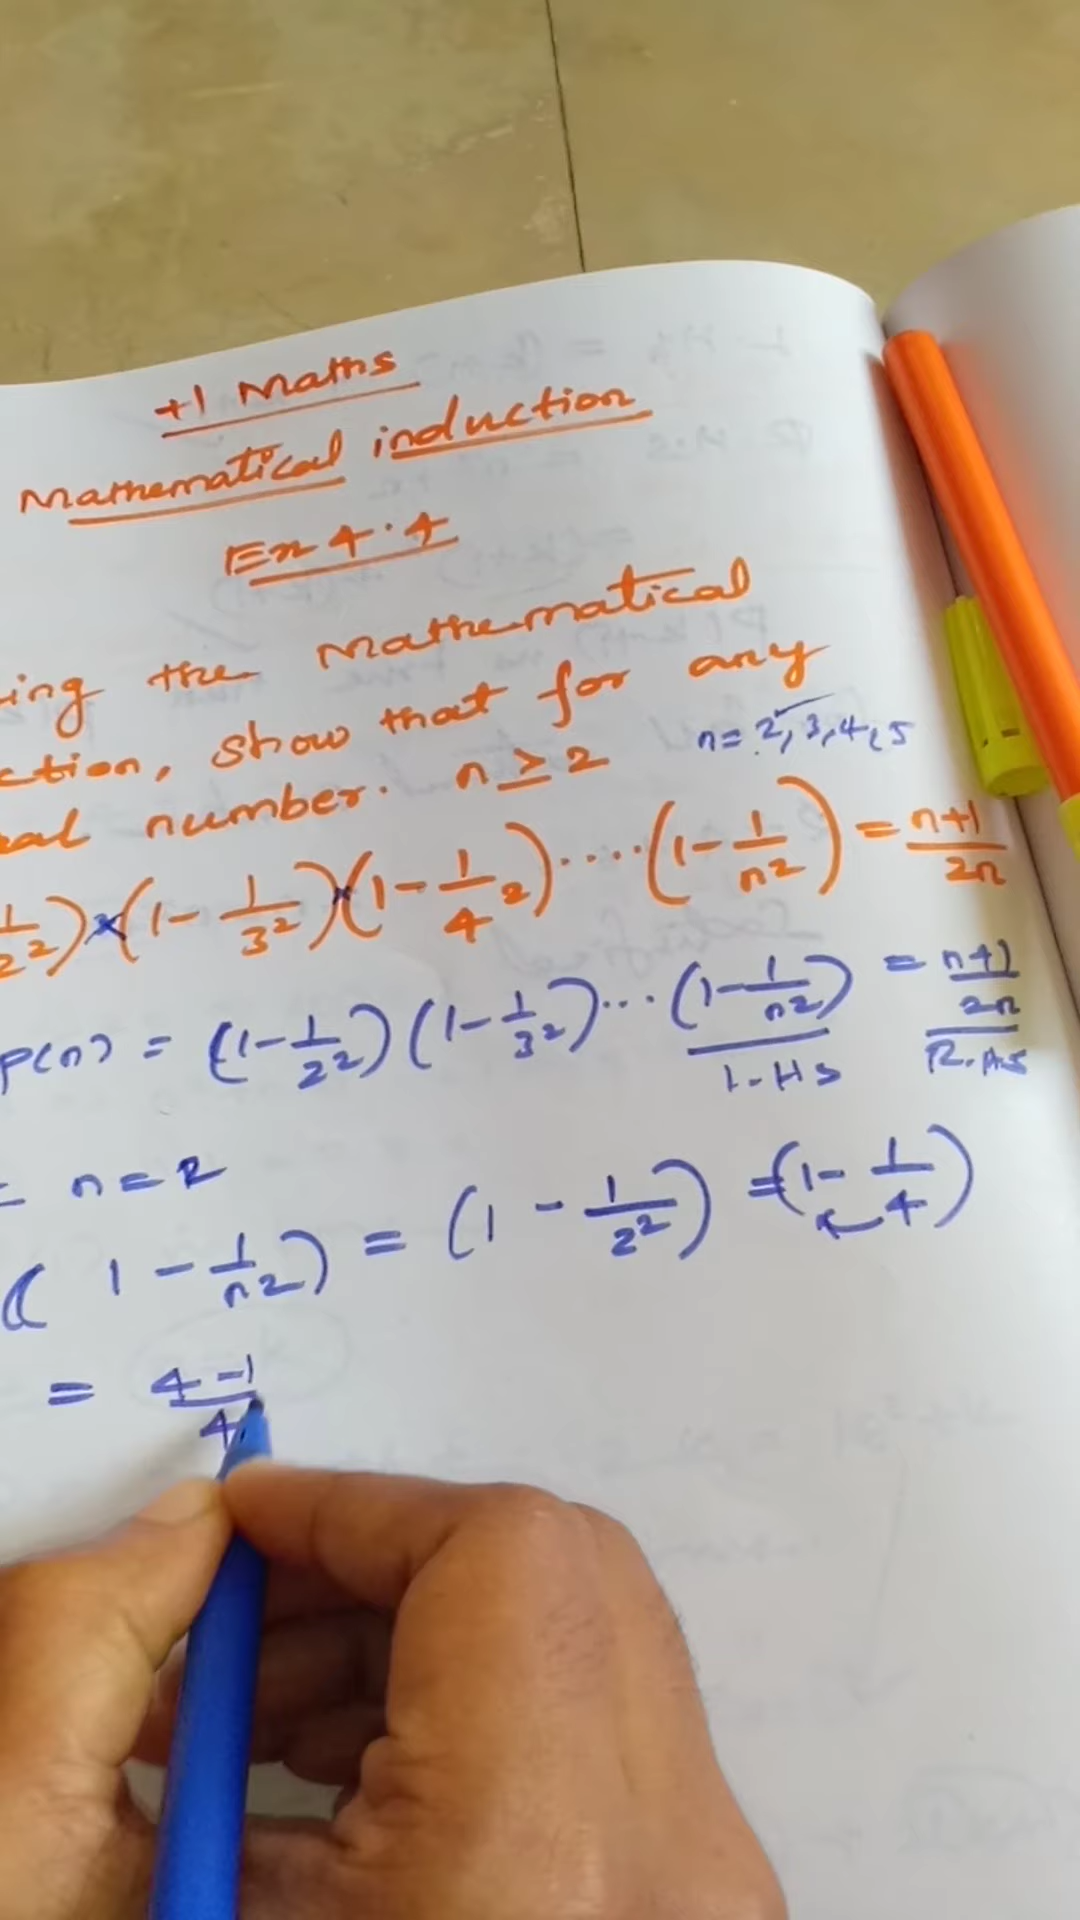 +1 Maths
Mathematical induction
Ex 4.4
ing the Mathematical
ction, show that for any
al number. n ≥ 2 n = 2, 3, 4, 5
1/2²) × (1 - 1/3²) × (1 - 1/4²) .... (1 - 1/n²) = n+1/2n
P(n) = (1 - 1/2²) (1 - 1/3²) ... (1 - 1/n²) = n+1/2n
L.H.S R.H.S
n = 2
(1 - 1/n²) = (1 - 1/2²) = (1 - 1/4)
= 4-1/4